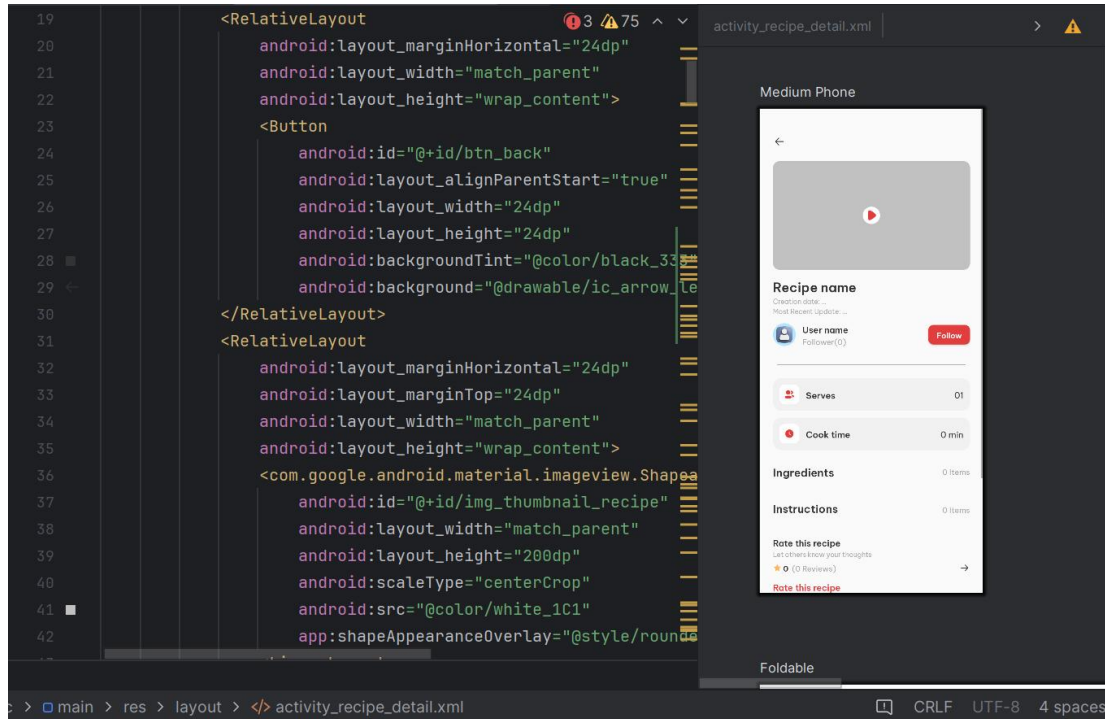 19 <RelativeLayout
3 75
20 android:layout_marginHorizontal="24dp"
21 android:layout_width="match_parent"
22 android:layout_height="wrap_content">
23 <Button
24 android:id="@+id/btn_back"
25 android:layout_alignParentStart="true"
26 android:layout_width="24dp"
27 android:layout_height="24dp"
28 android:backgroundTint="@color/black_333"
29 android:background="@drawable/ic_arrow_le
30 </RelativeLayout>
31 <RelativeLayout
32 android:layout_marginHorizontal="24dp"
33 android:layout_marginTop="24dp"
34 android:layout_width="match_parent"
35 android:layout_height="wrap_content">
36 <com.google.android.material.imageview.Shapea
37 android:id="@+id/img_thumbnail_recipe"
38 android:layout_width="match_parent"
39 android:layout_height="200dp"
40 android:scaleType="centerCrop"
41 android:src="@color/white_1C1"
42 app:shapeAppearanceOverlay="@style/rounde
activity_recipe_detail.xml
Medium Phone
Recipe name
Creation date: ...
Most Recent Update: ...
User name
Follower(0)
Follow
Serves 01
Cook time 0 min
Ingredients 0 Items
Instructions 0 Items
Rate this recipe
Let others know your thoughts
0 (0 Reviews)
Rate this recipe
Foldable
c > main > res > layout > </> activity_recipe_detail.xml
CRLF UTF-8 4 spaces